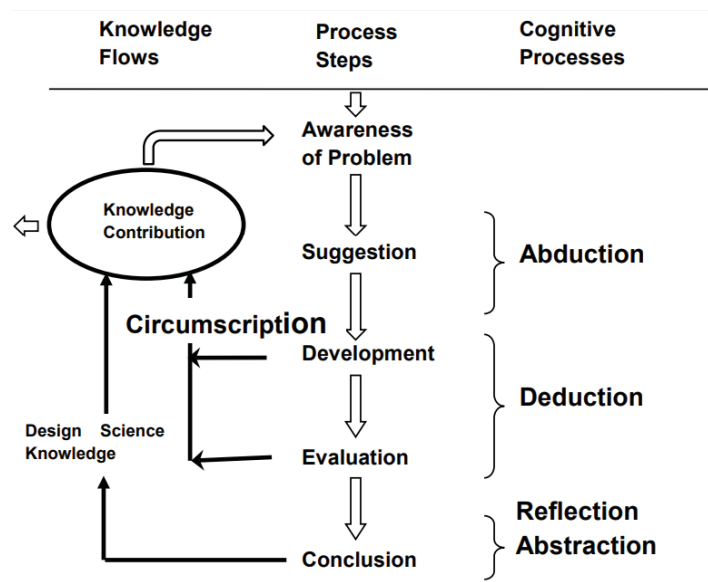 Knowledge
Flows
Process
Steps
Cognitive
Processes
Awareness
of Problem
Knowledge
Contribution
Suggestion
Abduction
Circumscription
Development
Deduction
Design Science
Knowledge
Evaluation
Reflection
Abstraction
Conclusion